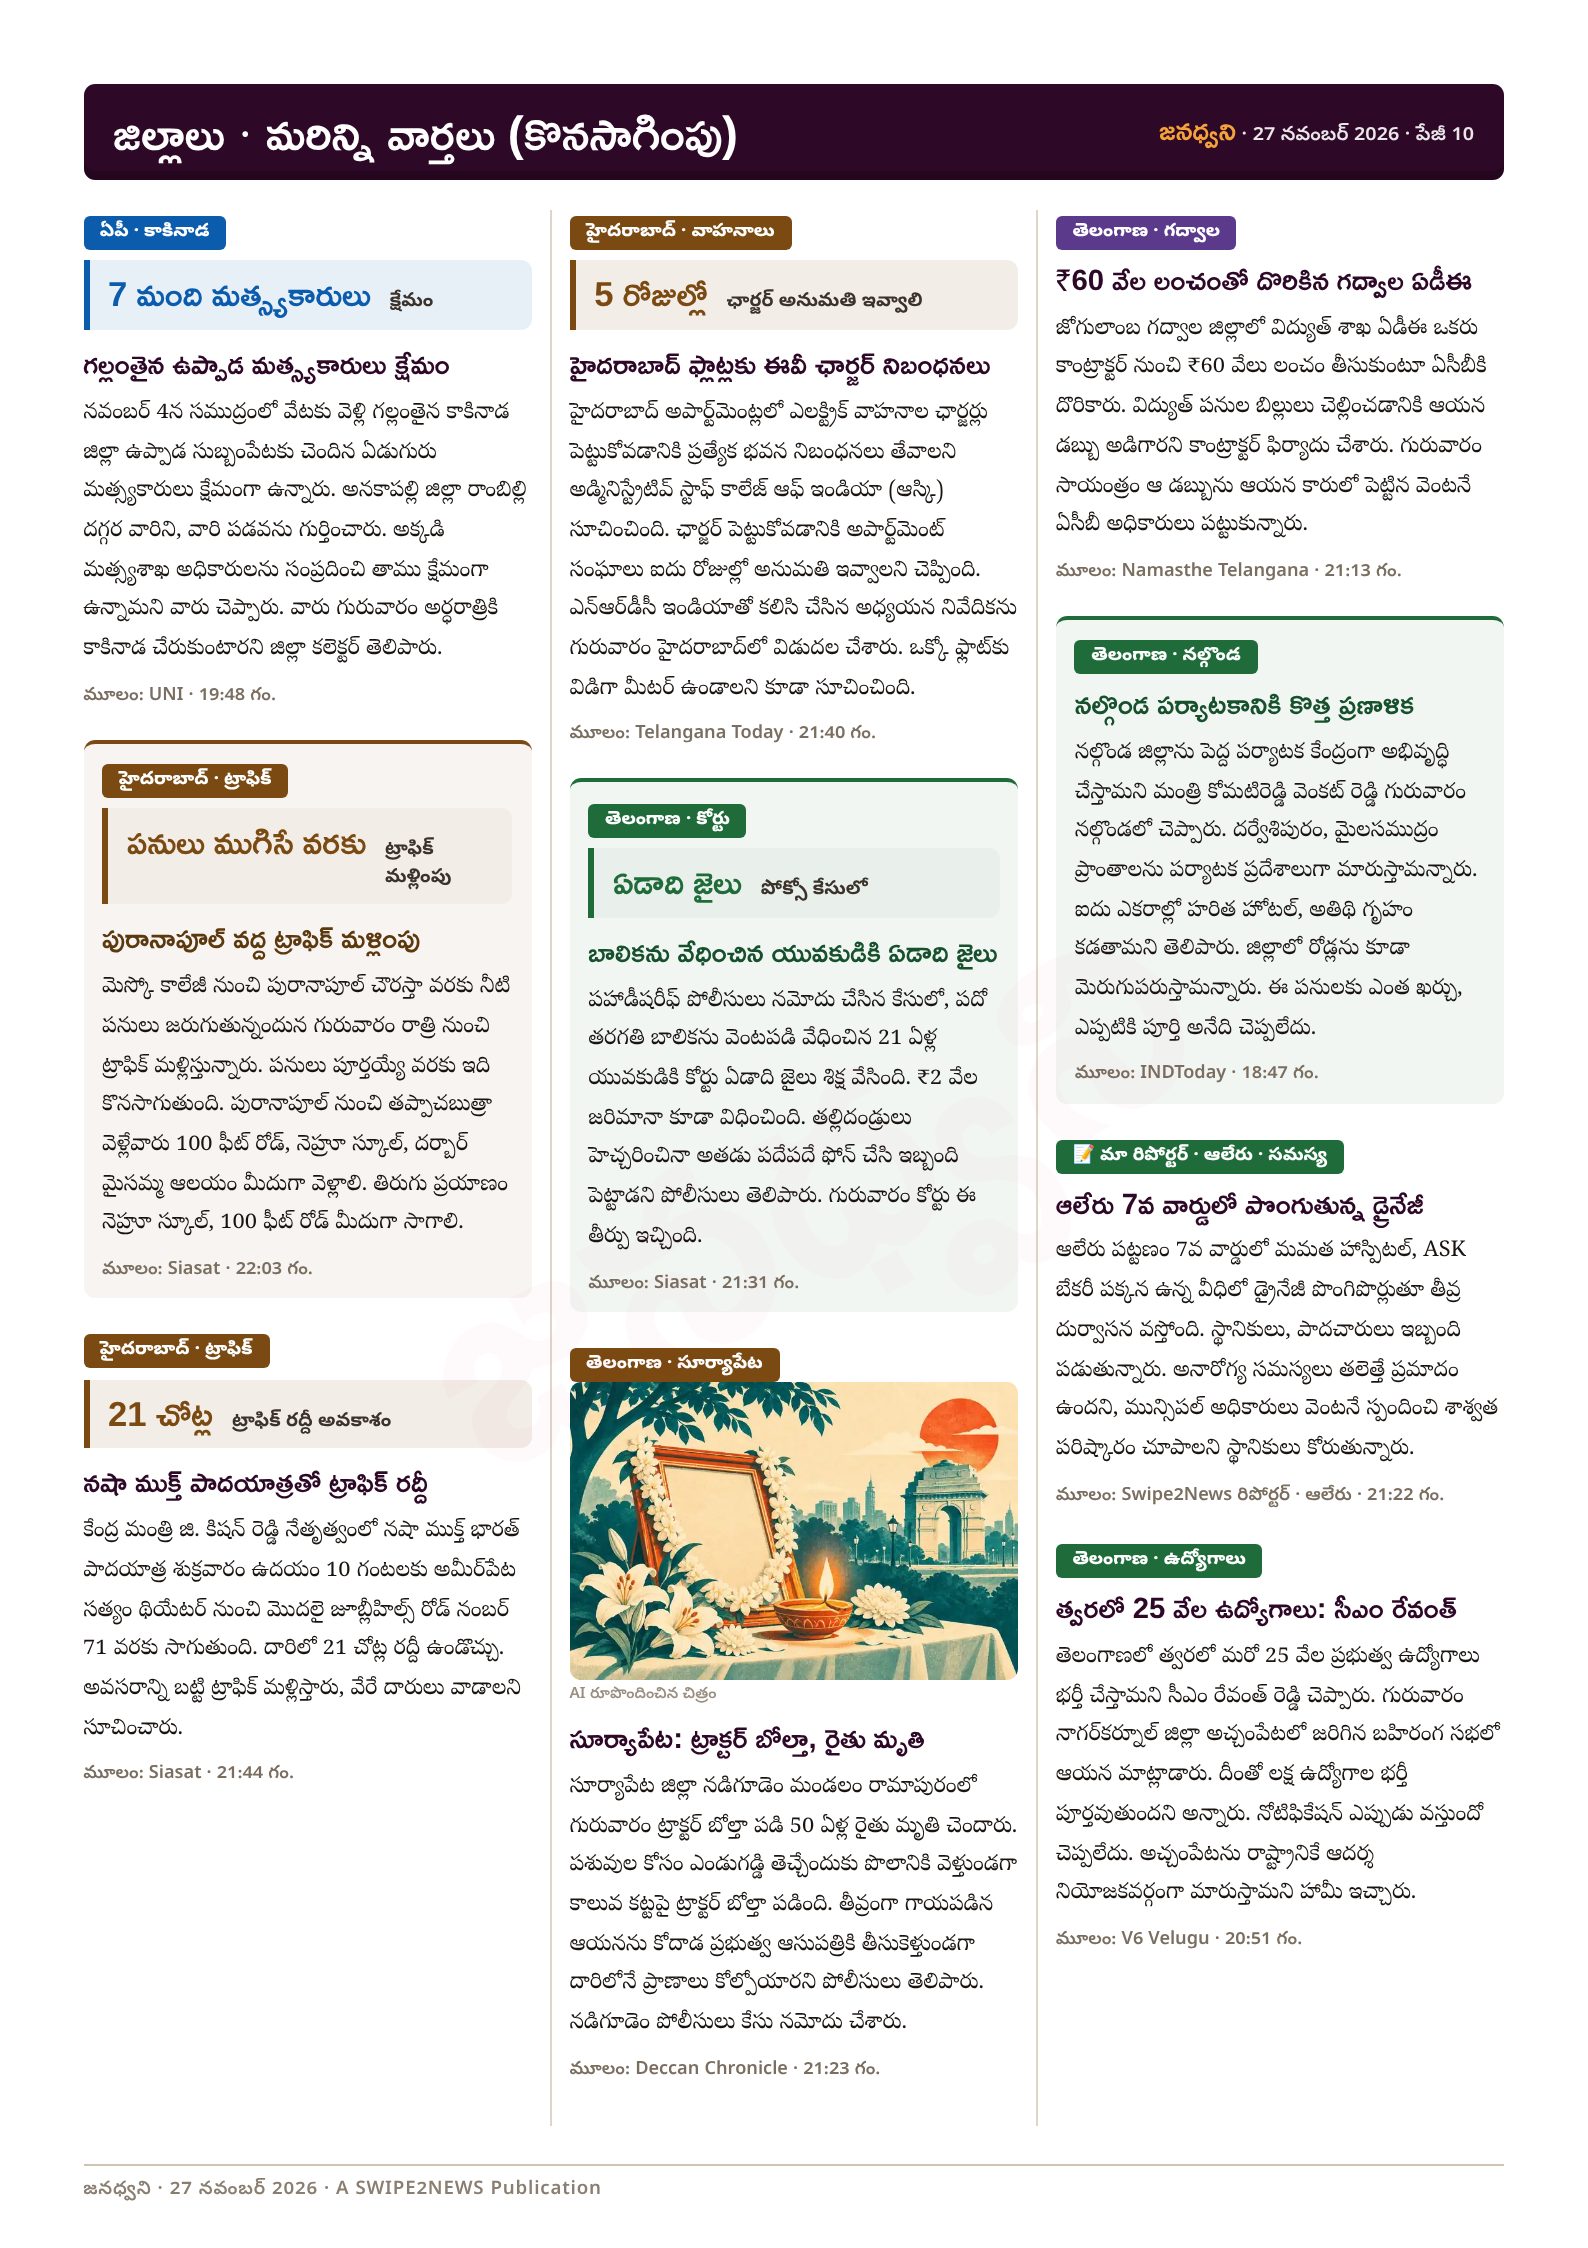 జిల్లాలు · మరిన్ని వార్తలు (కొనసాగింపు)
జనధ్వని · 27 నవంబర్ 2026 · పేజీ 10
ఏపీ · కాకినాడ
7 మంది మత్స్యకారులు క్షేమం
గల్లంతైన ఉప్పాడ మత్స్యకారులు క్షేమం
నవంబర్ 4న సముద్రంలో వేటకు వెళ్లి గల్లంతైన కాకినాడ
జిల్లా ఉప్పాడ సుబ్బంపేటకు చెందిన ఏడుగురు
మత్స్యకారులు క్షేమంగా ఉన్నారు. అనకాపల్లి జిల్లా రాంబిల్లి
దగ్గర వారిని, వారి పడవను గుర్తించారు. అక్కడి
మత్స్యశాఖ అధికారులను సంప్రదించి తాము క్షేమంగా
ఉన్నామని వారు చెప్పారు. వారు గురువారం అర్ధరాత్రికి
కాకినాడ చేరుకుంటారని జిల్లా కలెక్టర్ తెలిపారు.
మూలం: UNI · 19:48 గం.
హైదరాబాద్ · ట్రాఫిక్
పనులు ముగిసే వరకు ట్రాఫిక్
మళ్లింపు
పురానాపూల్ వద్ద ట్రాఫిక్ మళ్లింపు
మెస్కో కాలేజీ నుంచి పురానాపూల్ చౌరస్తా వరకు నీటి
పనులు జరుగుతున్నందున గురువారం రాత్రి నుంచి
ట్రాఫిక్ మళ్లిస్తున్నారు. పనులు పూర్తయ్యే వరకు ఇది
కొనసాగుతుంది. పురానాపూల్ నుంచి తప్పాచబుత్రా
వెళ్లేవారు 100 ఫీట్ రోడ్, నెహ్రూ స్కూల్, దర్బార్
మైసమ్మ ఆలయం మీదుగా వెళ్లాలి. తిరుగు ప్రయాణం
నెహ్రూ స్కూల్, 100 ఫీట్ రోడ్ మీదుగా సాగాలి.
మూలం: Siasat · 22:03 గం.
హైదరాబాద్ · ట్రాఫిక్
21 చోట్ల ట్రాఫిక్ రద్దీ అవకాశం
నషా ముక్త్ పాదయాత్రతో ట్రాఫిక్ రద్దీ
కేంద్ర మంత్రి జి. కిషన్ రెడ్డి నేతృత్వంలో నషా ముక్త్ భారత్
పాదయాత్ర శుక్రవారం ఉదయం 10 గంటలకు అమీర్‌పేట
సత్యం థియేటర్ నుంచి మొదలై జూబ్లీహిల్స్ రోడ్ నంబర్
71 వరకు సాగుతుంది. దారిలో 21 చోట్ల రద్దీ ఉండొచ్చు.
అవసరాన్ని బట్టి ట్రాఫిక్ మళ్లిస్తారు, వేరే దారులు వాడాలని
సూచించారు.
మూలం: Siasat · 21:44 గం.
హైదరాబాద్ · వాహనాలు
5 రోజుల్లో ఛార్జర్ అనుమతి ఇవ్వాలి
హైదరాబాద్ ఫ్లాట్లకు ఈవీ ఛార్జర్ నిబంధనలు
హైదరాబాద్ అపార్ట్‌మెంట్లలో ఎలక్ట్రిక్ వాహనాల ఛార్జర్లు
పెట్టుకోవడానికి ప్రత్యేక భవన నిబంధనలు తేవాలని
అడ్మినిస్ట్రేటివ్ స్టాఫ్ కాలేజ్ ఆఫ్ ఇండియా (ఆస్కి)
సూచించింది. ఛార్జర్ పెట్టుకోవడానికి అపార్ట్‌మెంట్
సంఘాలు ఐదు రోజుల్లో అనుమతి ఇవ్వాలని చెప్పింది.
ఎన్ఆర్‌డీసీ ఇండియాతో కలిసి చేసిన అధ్యయన నివేదికను
గురువారం హైదరాబాద్‌లో విడుదల చేశారు. ఒక్కో ఫ్లాట్‌కు
విడిగా మీటర్ ఉండాలని కూడా సూచించింది.
మూలం: Telangana Today · 21:40 గం.
తెలంగాణ · కోర్టు
ఏడాది జైలు పోక్సో కేసులో
బాలికను వేధించిన యువకుడికి ఏడాది జైలు
పహాడీషరీఫ్ పోలీసులు నమోదు చేసిన కేసులో, పదో
తరగతి బాలికను వెంటపడి వేధించిన 21 ఏళ్ల
యువకుడికి కోర్టు ఏడాది జైలు శిక్ష వేసింది. ₹2 వేల
జరిమానా కూడా విధించింది. తల్లిదండ్రులు
హెచ్చరించినా అతడు పదేపదే ఫోన్ చేసి ఇబ్బంది
పెట్టాడని పోలీసులు తెలిపారు. గురువారం కోర్టు ఈ
తీర్పు ఇచ్చింది.
మూలం: Siasat · 21:31 గం.
తెలంగాణ · సూర్యాపేట
AI రూపొందించిన చిత్రం
సూర్యాపేట: ట్రాక్టర్ బోల్తా, రైతు మృతి
సూర్యాపేట జిల్లా నడిగూడెం మండలం రామాపురంలో
గురువారం ట్రాక్టర్ బోల్తా పడి 50 ఏళ్ల రైతు మృతి చెందారు.
పశువుల కోసం ఎండుగడ్డి తెచ్చేందుకు పొలానికి వెళ్తుండగా
కాలువ కట్టపై ట్రాక్టర్ బోల్తా పడింది. తీవ్రంగా గాయపడిన
ఆయనను కోదాడ ప్రభుత్వ ఆసుపత్రికి తీసుకెళ్తుండగా
దారిలోనే ప్రాణాలు కోల్పోయారని పోలీసులు తెలిపారు.
నడిగూడెం పోలీసులు కేసు నమోదు చేశారు.
మూలం: Deccan Chronicle · 21:23 గం.
తెలంగాణ · గద్వాల
₹60 వేల లంచంతో దొరికిన గద్వాల ఏడీఈ
జోగులాంబ గద్వాల జిల్లాలో విద్యుత్ శాఖ ఏడీఈ ఒకరు
కాంట్రాక్టర్ నుంచి ₹60 వేలు లంచం తీసుకుంటూ ఏసీబీకి
దొరికారు. విద్యుత్ పనుల బిల్లులు చెల్లించడానికి ఆయన
డబ్బు అడిగారని కాంట్రాక్టర్ ఫిర్యాదు చేశారు. గురువారం
సాయంత్రం ఆ డబ్బును ఆయన కారులో పెట్టిన వెంటనే
ఏసీబీ అధికారులు పట్టుకున్నారు.
మూలం: Namasthe Telangana · 21:13 గం.
తెలంగాణ · నల్గొండ
నల్గొండ పర్యాటకానికి కొత్త ప్రణాళిక
నల్గొండ జిల్లాను పెద్ద పర్యాటక కేంద్రంగా అభివృద్ధి
చేస్తామని మంత్రి కోమటిరెడ్డి వెంకట్ రెడ్డి గురువారం
నల్గొండలో చెప్పారు. దర్వేశిపురం, మైలసముద్రం
ప్రాంతాలను పర్యాటక ప్రదేశాలుగా మారుస్తామన్నారు.
ఐదు ఎకరాల్లో హరిత హోటల్, అతిథి గృహం
కడతామని తెలిపారు. జిల్లాలో రోడ్లను కూడా
మెరుగుపరుస్తామన్నారు. ఈ పనులకు ఎంత ఖర్చు,
ఎప్పటికి పూర్తి అనేది చెప్పలేదు.
మూలం: INDToday · 18:47 గం.
📝 మా రిపోర్టర్ · ఆలేరు · సమస్య
ఆలేరు 7వ వార్డులో పొంగుతున్న డ్రైనేజీ
ఆలేరు పట్టణం 7వ వార్డులో మమత హాస్పిటల్, ASK
బేకరీ పక్కన ఉన్న వీధిలో డ్రైనేజీ పొంగిపొర్లుతూ తీవ్ర
దుర్వాసన వస్తోంది. స్థానికులు, పాదచారులు ఇబ్బంది
పడుతున్నారు. అనారోగ్య సమస్యలు తలెత్తే ప్రమాదం
ఉందని, మున్సిపల్ అధికారులు వెంటనే స్పందించి శాశ్వత
పరిష్కారం చూపాలని స్థానికులు కోరుతున్నారు.
మూలం: Swipe2News రిపోర్టర్ · ఆలేరు · 21:22 గం.
తెలంగాణ · ఉద్యోగాలు
త్వరలో 25 వేల ఉద్యోగాలు: సీఎం రేవంత్
తెలంగాణలో త్వరలో మరో 25 వేల ప్రభుత్వ ఉద్యోగాలు
భర్తీ చేస్తామని సీఎం రేవంత్ రెడ్డి చెప్పారు. గురువారం
నాగర్‌కర్నూల్ జిల్లా అచ్చంపేటలో జరిగిన బహిరంగ సభలో
ఆయన మాట్లాడారు. దీంతో లక్ష ఉద్యోగాల భర్తీ
పూర్తవుతుందని అన్నారు. నోటిఫికేషన్ ఎప్పుడు వస్తుందో
చెప్పలేదు. అచ్చంపేటను రాష్ట్రానికే ఆదర్శ
నియోజకవర్గంగా మారుస్తామని హామీ ఇచ్చారు.
మూలం: V6 Velugu · 20:51 గం.
జనధ్వని · 27 నవంబర్ 2026 · A SWIPE2NEWS Publication